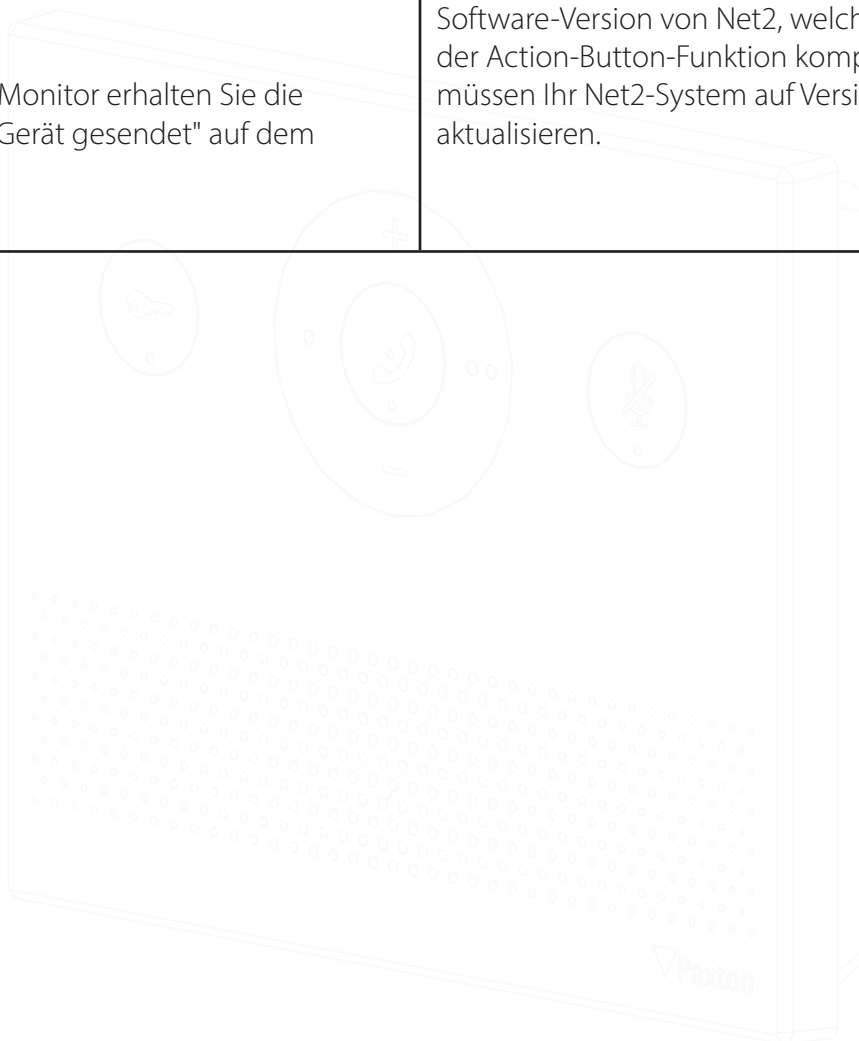 Monitor erhalten Sie die
Gerät gesendet" auf dem
Software-Version von Net2, welch
der Action-Button-Funktion komp
müssen Ihr Net2-System auf Versi
aktualisieren.
Paxton